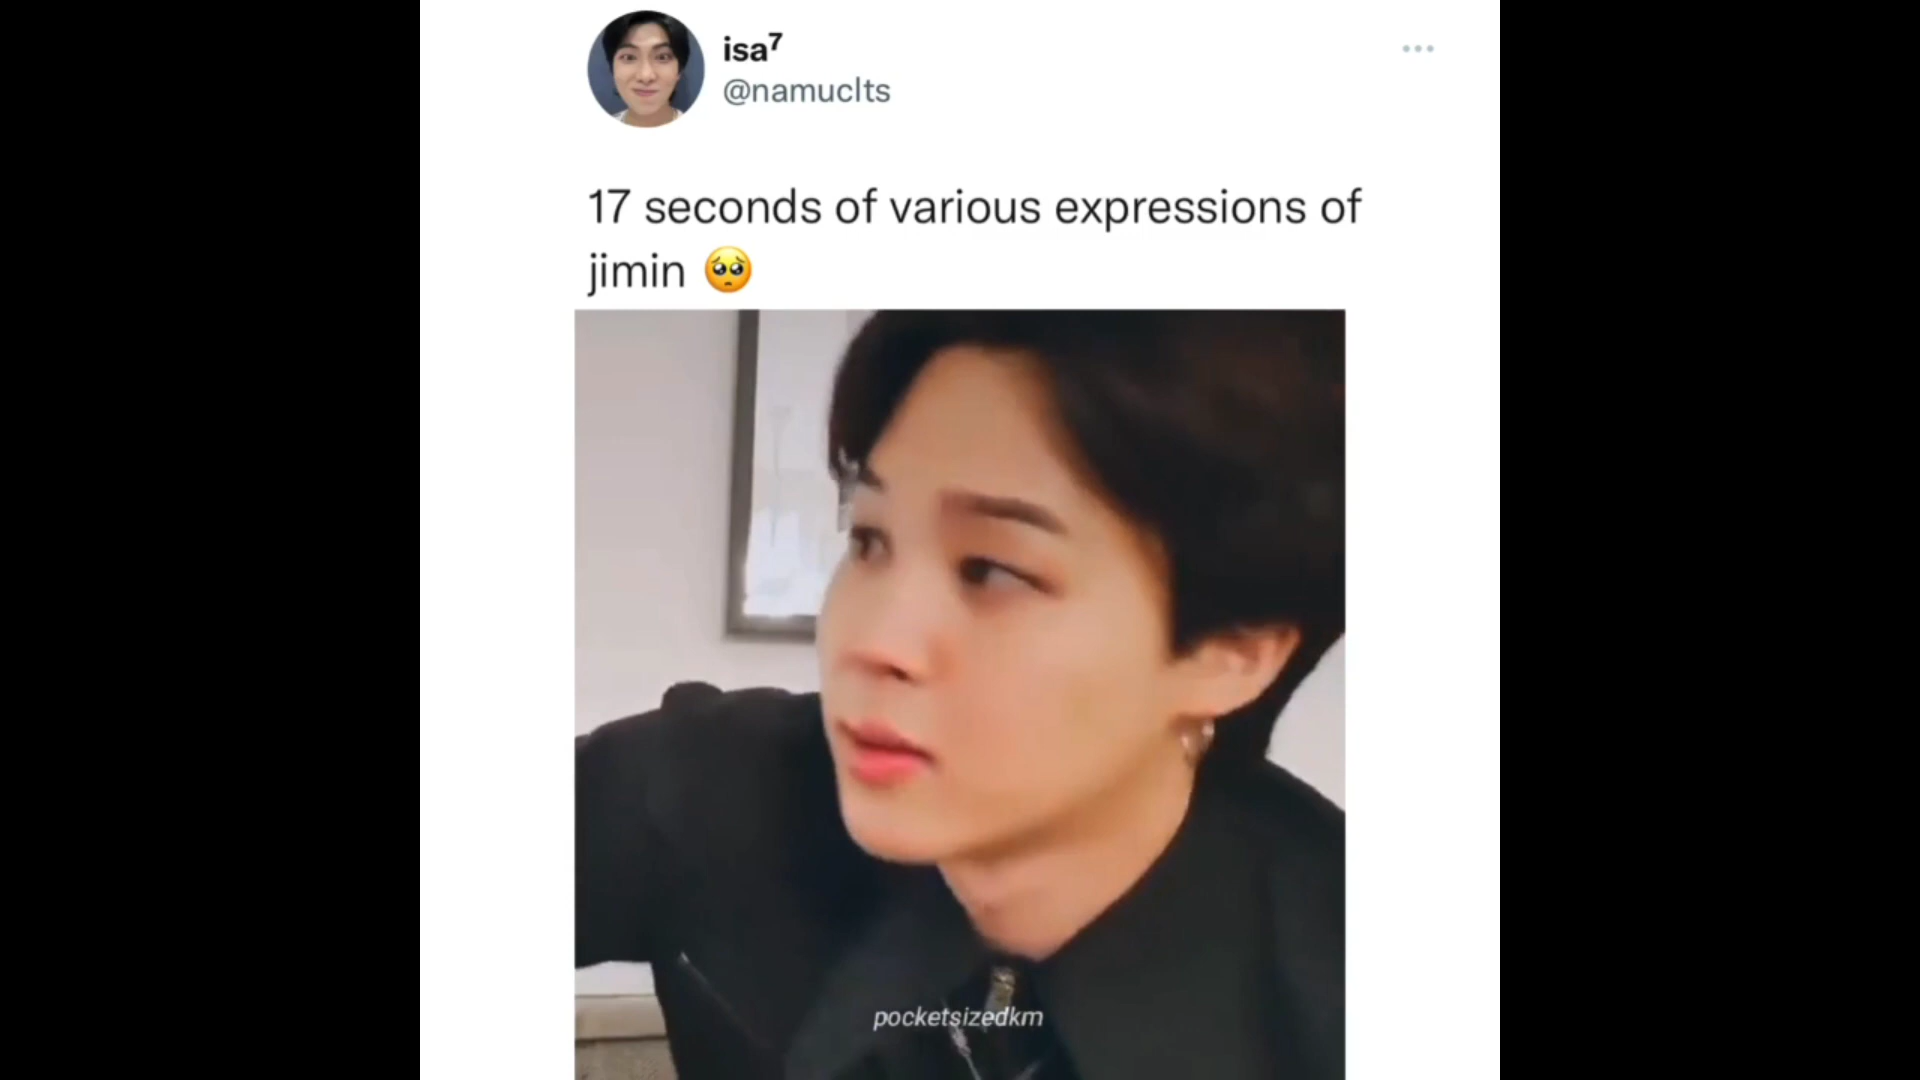 isa⁷
@namuclts
17 seconds of various expressions of
jimin 🥺
pocketsizedkm